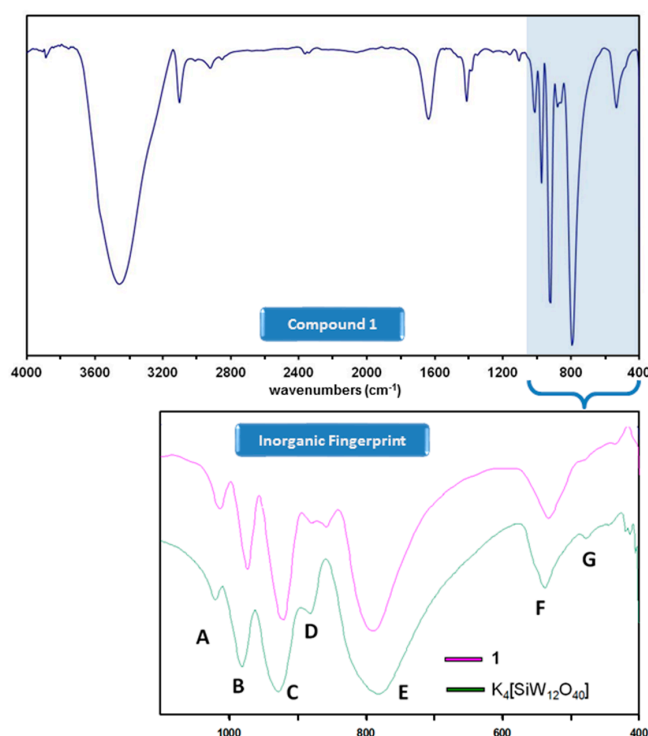 Compound 1
4000 3600 3200 2800 2400 2000 1600 1200 800 400
wavenumbers (cm-1)
Inorganic Fingerprint
A
B
C
D
E
F
G
1
K4[SiW12O40]
1000 800 600 400